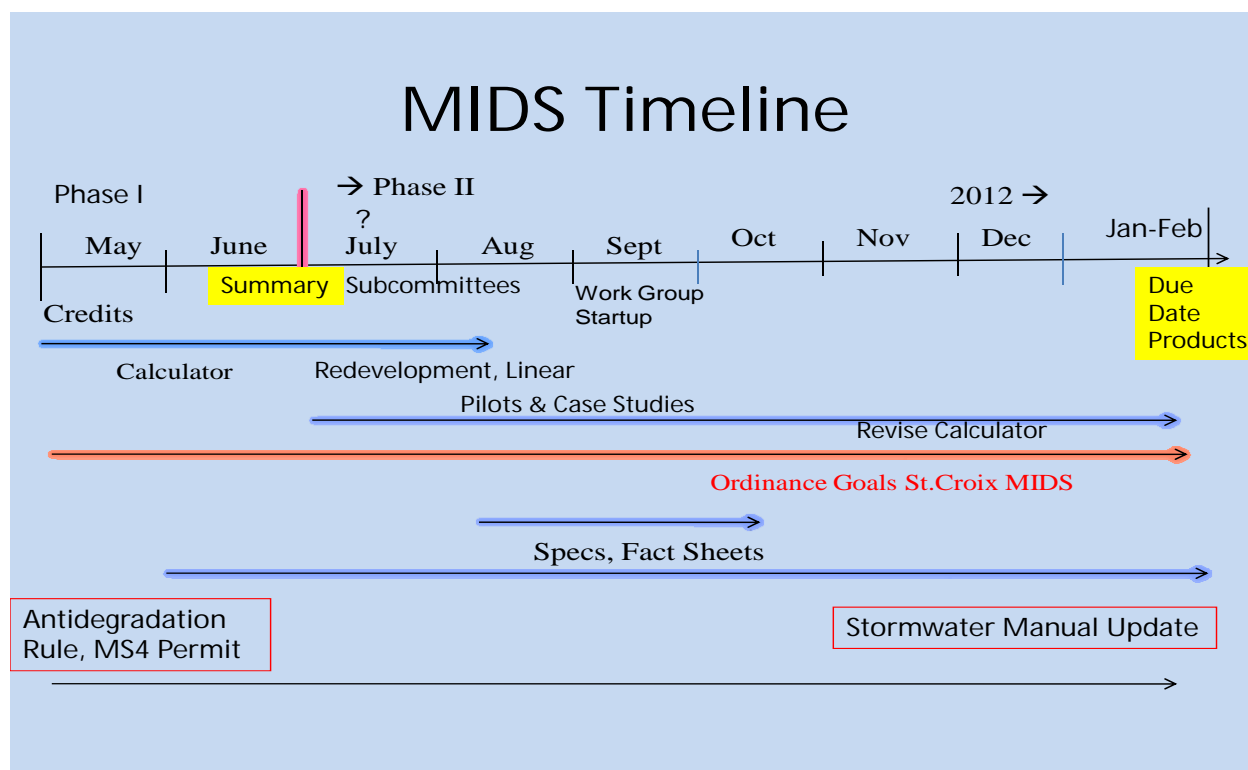 MIDS Timeline
Phase I
→ Phase II
?
2012 →
May
June
July
Aug
Sept
Oct
Nov
Dec
Jan-Feb
Summary
Subcommittees
Work Group
Startup
Due
Date
Products
Credits
Calculator
Redevelopment, Linear
Pilots & Case Studies
Revise Calculator
Ordinance Goals St.Croix MIDS
Specs, Fact Sheets
Antidegradation
Rule, MS4 Permit
Stormwater Manual Update